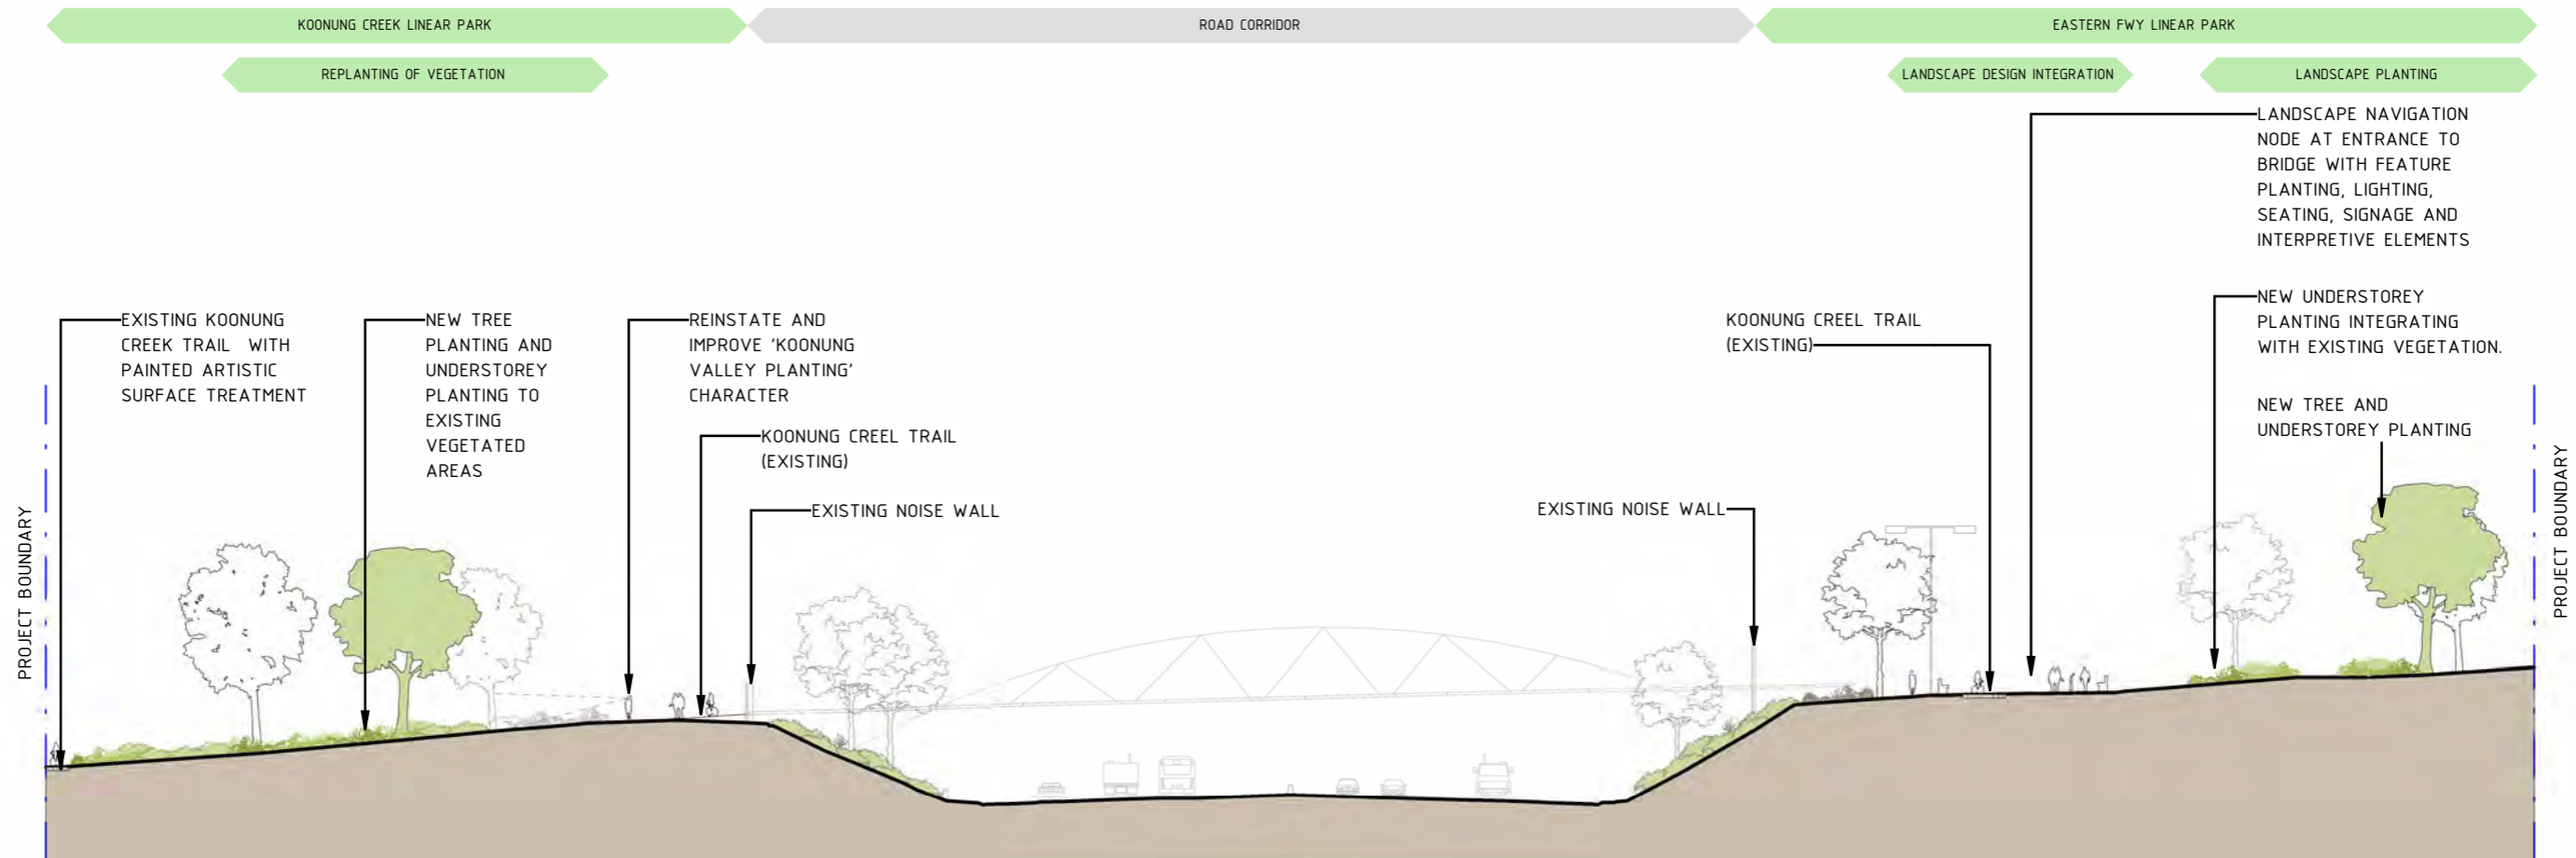 KOONUNG CREEK LINEAR PARK
ROAD CORRIDOR
EASTERN FWY LINEAR PARK
REPLANTING OF VEGETATION
LANDSCAPE DESIGN INTEGRATION
LANDSCAPE PLANTING
LANDSCAPE NAVIGATION
NODE AT ENTRANCE TO
BRIDGE WITH FEATURE
PLANTING, LIGHTING,
SEATING, SIGNAGE AND
INTERPRETIVE ELEMENTS
EXISTING KOONUNG
CREEK TRAIL WITH
PAINTED ARTISTIC
SURFACE TREATMENT
NEW TREE
PLANTING AND
UNDERSTOREY
PLANTING TO
EXISTING
VEGETATED
AREAS
REINSTATE AND
IMPROVE 'KOONUNG
VALLEY PLANTING'
CHARACTER
KOONUNG CREEL TRAIL
(EXISTING)
EXISTING NOISE WALL
KOONUNG CREEL TRAIL
(EXISTING)
EXISTING NOISE WALL
NEW UNDERSTOREY
PLANTING INTEGRATING
WITH EXISTING VEGETATION.
NEW TREE AND
UNDERSTOREY PLANTING
PROJECT BOUNDARY
PROJECT BOUNDARY